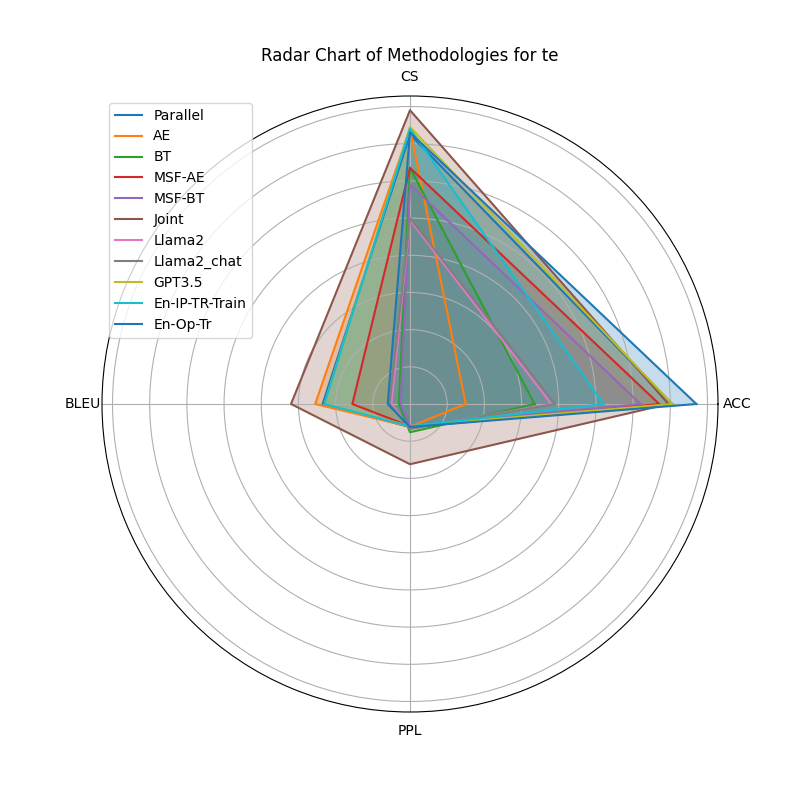 Radar Chart of Methodologies for te
CS
Parallel
AE
BT
MSF-AE
MSF-BT
Joint
Llama2
Llama2_chat
GPT3.5
En-IP-TR-Train
En-Op-Tr
BLEU
ACC
PPL